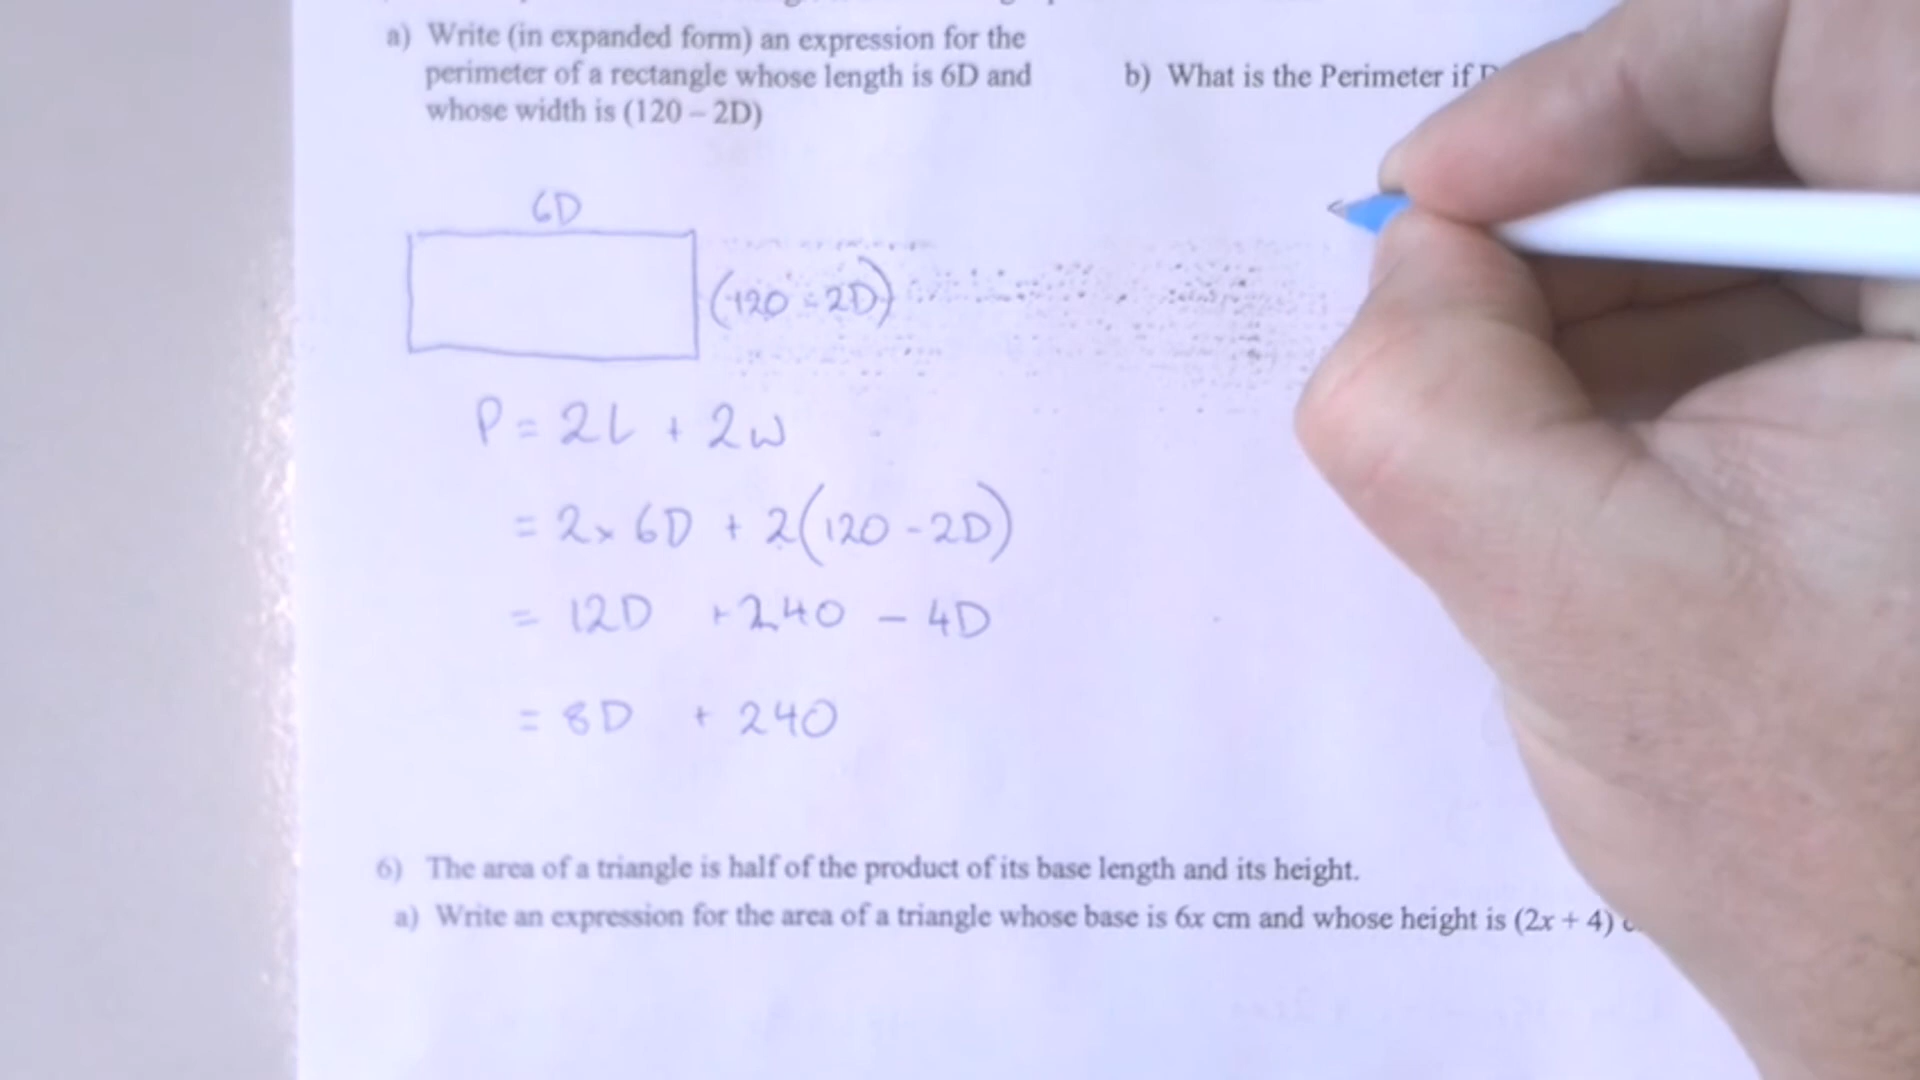 a) Write (in expanded form) an expression for the
perimeter of a rectangle whose length is 6D and
whose width is (120 – 2D)
b) What is the Perimeter if
6D
(120 - 2D)
P = 2L + 2W
= 2 × 6D + 2(120 - 2D)
= 12D + 240 - 4D
= 8D + 240
6) The area of a triangle is half of the product of its base length and its height.
a) Write an expression for the area of a triangle whose base is 6x cm and whose height is (2x + 4)